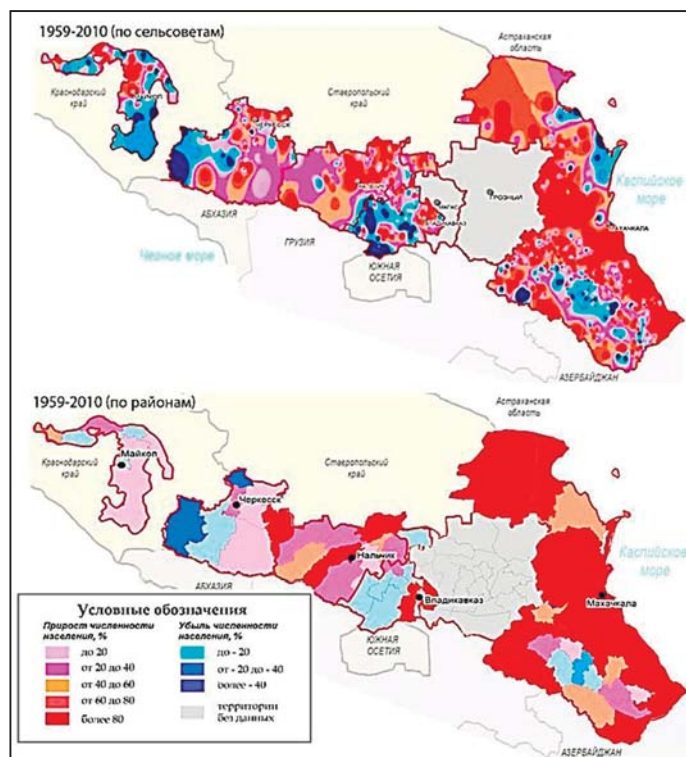 1959-2010 (по сельсоветам)
Астраханская
область
Краснодарский
край
Ставропольский
край
МАЙКОП
ЧЕРКЕССК
МАГАС
ВЛАДИКАВКАЗ
ГРОЗНЫЙ
Каспийское
море
МАХАЧКАЛА
АБХАЗИЯ
ГРУЗИЯ
Черное море
ЮЖНАЯ
ОСЕТИЯ
АЗЕРБАЙДЖАН
1959-2010 (по районам)
Астраханская
область
Краснодарский
край
Майкоп
Ставропольский
край
Черкесск
Нальчик
Владикавказ
Каспийское
море
Махачкала
АБХАЗИЯ
ЮЖНАЯ
ОСЕТИЯ
АЗЕРБАЙДЖАН
Условные обозначения
Прирост численности
населения, %
до 20
от 20 до 40
от 40 до 60
от 60 до 80
более 80
Убыль численности
населения, %
до - 20
от - 20 до - 40
более - 40
территории
без данных